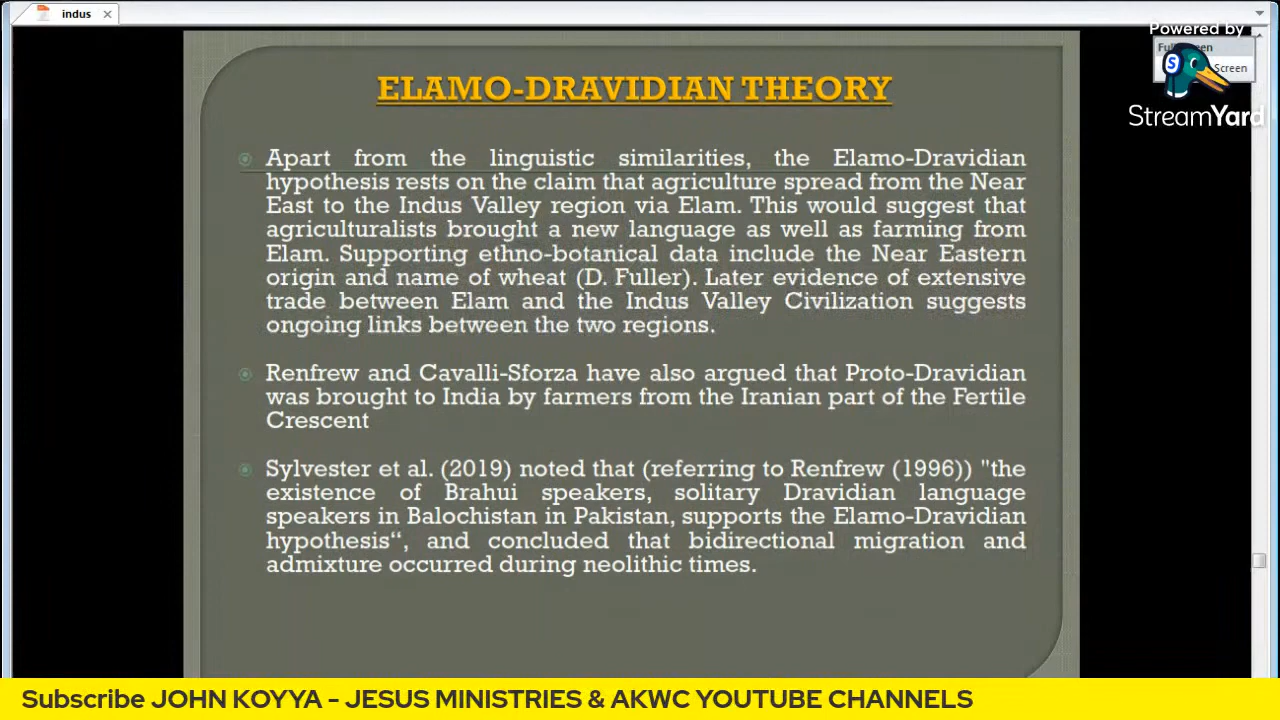 indus
Powered by
Screen
StreamYard
ELAMO-DRAVIDIAN THEORY
Apart from the linguistic similarities, the Elamo-Dravidian
hypothesis rests on the claim that agriculture spread from the Near
East to the Indus Valley region via Elam. This would suggest that
agriculturalists brought a new language as well as farming from
Elam. Supporting ethno-botanical data include the Near Eastern
origin and name of wheat (D. Fuller). Later evidence of extensive
trade between Elam and the Indus Valley Civilization suggests
ongoing links between the two regions.
Renfrew and Cavalli-Sforza have also argued that Proto-Dravidian
was brought to India by farmers from the Iranian part of the Fertile
Crescent
Sylvester et al. (2019) noted that (referring to Renfrew (1996)) "the
existence of Brahui speakers, solitary Dravidian language
speakers in Balochistan in Pakistan, supports the Elamo-Dravidian
hypothesis“, and concluded that bidirectional migration and
admixture occurred during neolithic times.
Subscribe JOHN KOYYA - JESUS MINISTRIES & AKWC YOUTUBE CHANNELS